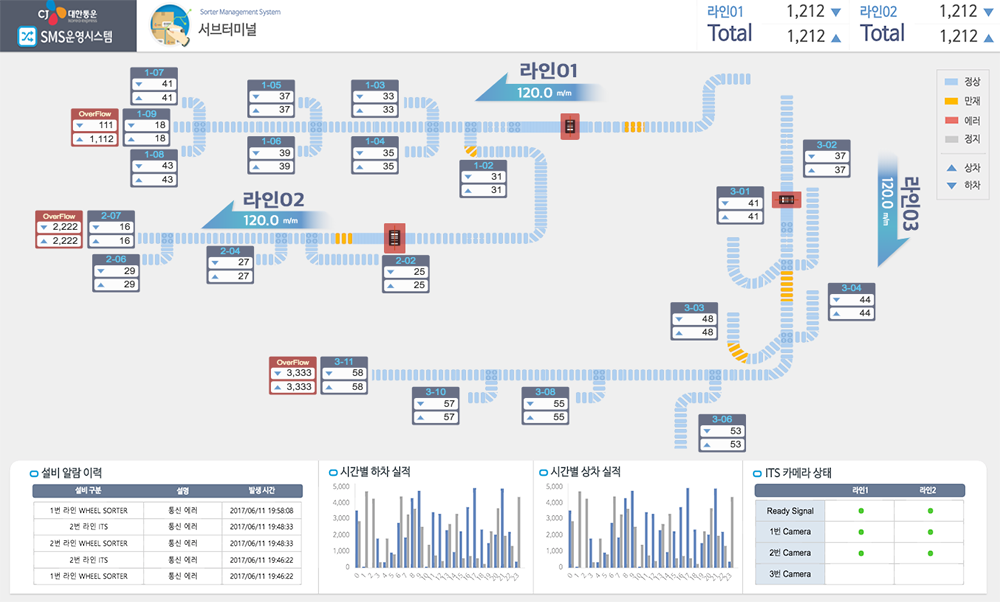 CJ 대한통운
SMS운영시스템
Sorter Management System
서브터미널
라인01 1,212
Total 1,212
라인02 1,212
Total 1,212
정상
만재
에러
정지
상차
하차
라인01
120.0 m/m
1-07
41
41
1-05
37
37
1-03
33
33
OverFlow
111
1,112
1-09
18
18
1-08
43
43
1-06
39
39
1-04
35
35
1-02
31
31
3-02
37
37
3-01
41
41
라인03
120.0 m/m
라인02
120.0 m/m
OverFlow
2,222
2,222
2-07
16
16
2-06
29
29
2-04
27
27
2-02
25
25
3-04
44
44
3-03
48
48
OverFlow
3,333
3,333
3-11
58
58
3-10
57
57
3-08
55
55
3-06
53
53
설비 알람 이력
설비 구분 설명 발생 시간
1번 라인 WHEEL SORTER 통신 에러 2017/06/11 19:58:08
2번 라인 ITS 통신 에러 2017/06/11 19:48:33
2번 라인 WHEEL SORTER 통신 에러 2017/06/11 19:48:33
2번 라인 ITS 통신 에러 2017/06/11 19:46:22
1번 라인 WHEEL SORTER 통신 에러 2017/06/11 19:46:22
시간별 하차 실적
5,000
4,000
3,000
2,000
1,000
0
0 1 2 3 4 5 6 7 8 9 10 11 12 13 14 15 16 17 18 19 20 21 22 23
시간별 상차 실적
5,000
4,000
3,000
2,000
1,000
0
0 1 2 3 4 5 6 7 8 9 10 11 12 13 14 15 16 17 18 19 20 21 22 23
ITS 카메라 상태
라인1 라인2
Ready Signal
1번 Camera
2번 Camera
3번 Camera